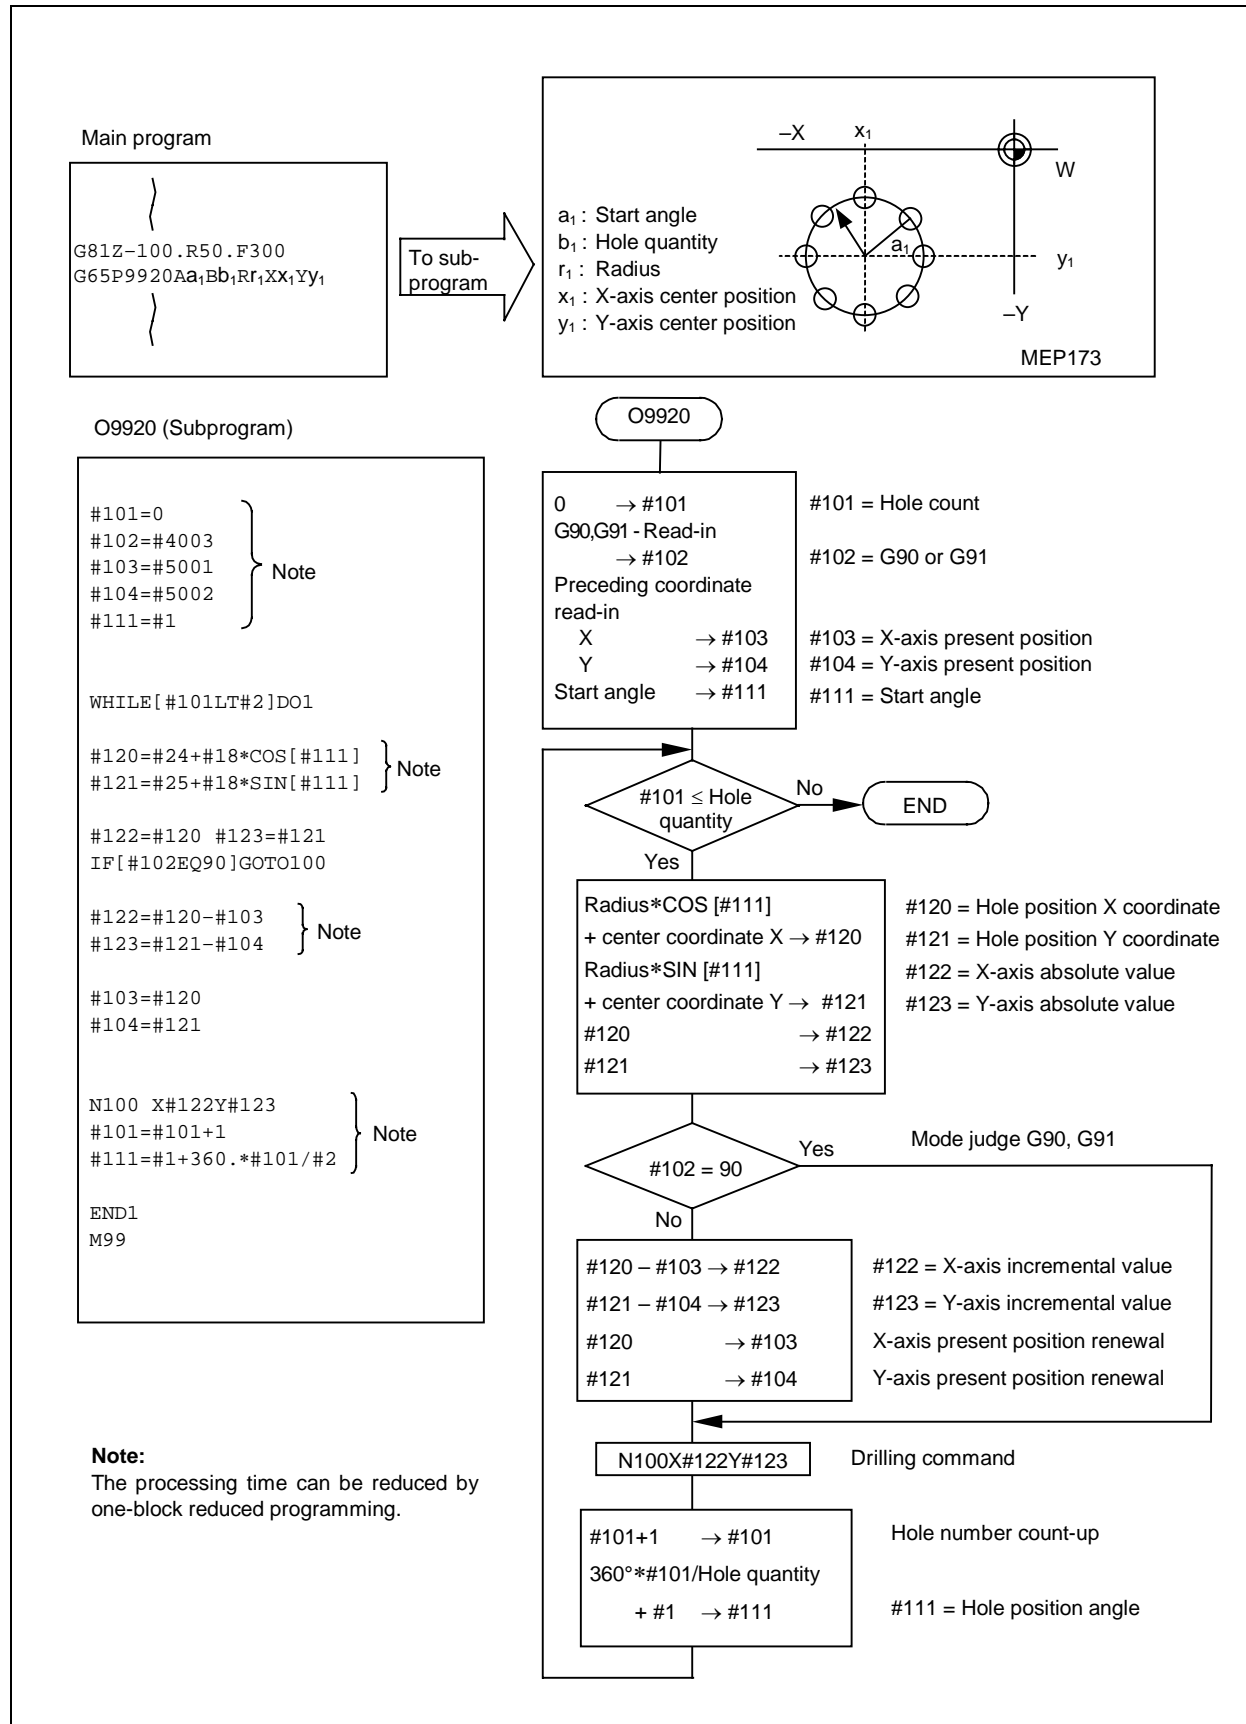 Main program
G81Z-100.R50.F300
G65P9920Aa₁Bb₁Rr₁Xx₁Yy₁
To sub-
program
–X
x₁
W
a₁ : Start angle
b₁ : Hole quantity
r₁ : Radius
x₁ : X-axis center position
y₁ : Y-axis center position
a₁
y₁
–Y
MEP173
O9920 (Subprogram)
#101=0
#102=#4003
#103=#5001
#104=#5002
#111=#1
Note
WHILE[#101LT#2]DO1
#120=#24+#18*COS[#111]
#121=#25+#18*SIN[#111]
Note
#122=#120 #123=#121
IF[#102EQ90]GOTO100
#122=#120-#103
#123=#121-#104
Note
#103=#120
#104=#121
N100 X#122Y#123
#101=#101+1
#111=#1+360.*#101/#2
Note
END1
M99
Note:
The processing time can be reduced by
one-block reduced programming.
O9920
0 → #101
#101 = Hole count
G90,G91 - Read-in
→ #102
#102 = G90 or G91
Preceding coordinate
read-in
X → #103
#103 = X-axis present position
Y → #104
#104 = Y-axis present position
Start angle → #111
#111 = Start angle
#101 ≤ Hole
quantity
No
END
Yes
Radius*COS [#111]
+ center coordinate X → #120
Radius*SIN [#111]
+ center coordinate Y → #121
#120 → #122
#121 → #123
#120 = Hole position X coordinate
#121 = Hole position Y coordinate
#122 = X-axis absolute value
#123 = Y-axis absolute value
#102 = 90
Yes
Mode judge G90, G91
No
#120 – #103 → #122
#122 = X-axis incremental value
#121 – #104 → #123
#123 = Y-axis incremental value
#120 → #103
X-axis present position renewal
#121 → #104
Y-axis present position renewal
N100X#122Y#123
Drilling command
#101+1 → #101
Hole number count-up
360°*#101/Hole quantity
+ #1 → #111
#111 = Hole position angle